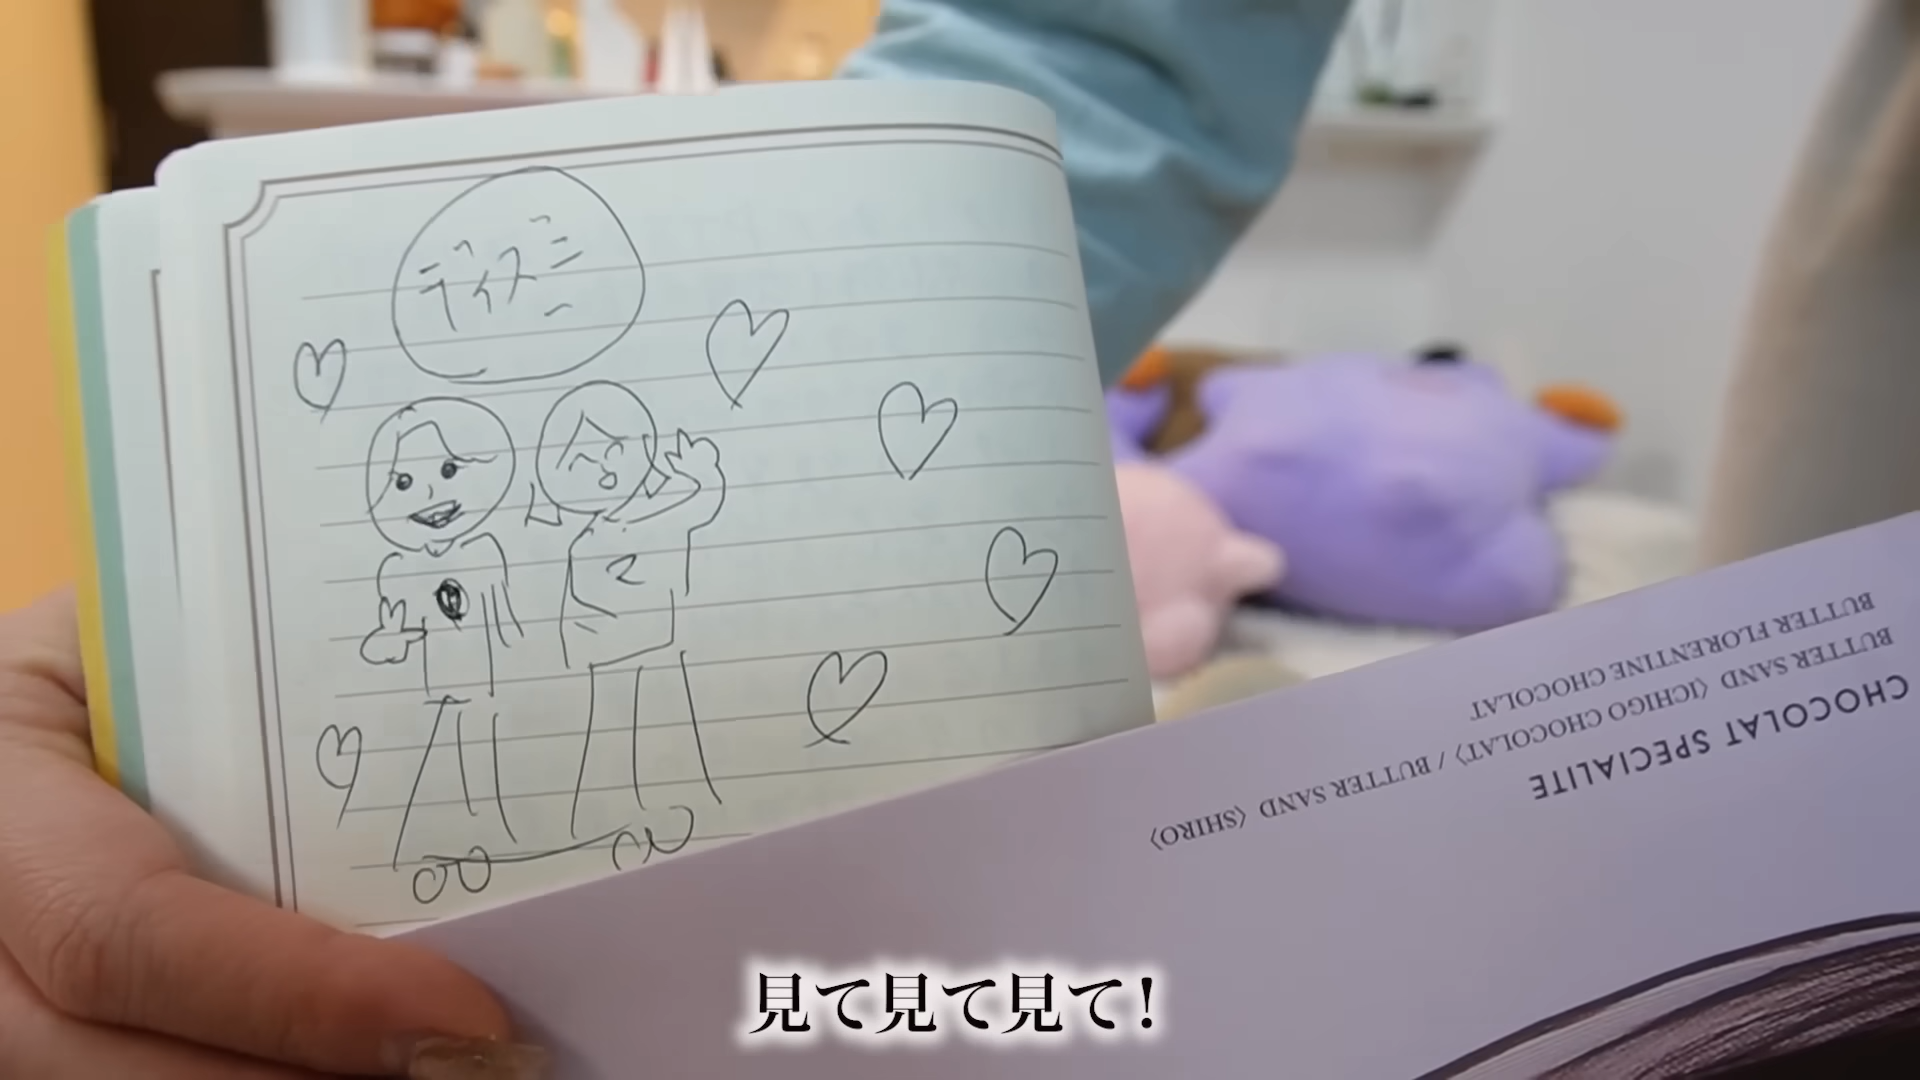 ディズニ
ー
CHOCOLAT SPECIALITE
BUTTER SAND〈ICHIGO CHOCOLAT〉/ BUTTER SAND〈SHIRO〉
BUTTER FLORENTINE CHOCOLAT
見て見て見て!